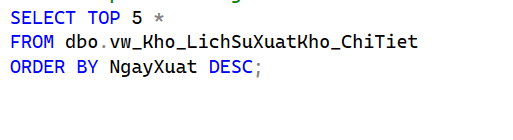 SELECT TOP 5 *
FROM dbo.vw_Kho_LichSuXuatKho_ChiTiet
ORDER BY NgayXuat DESC;